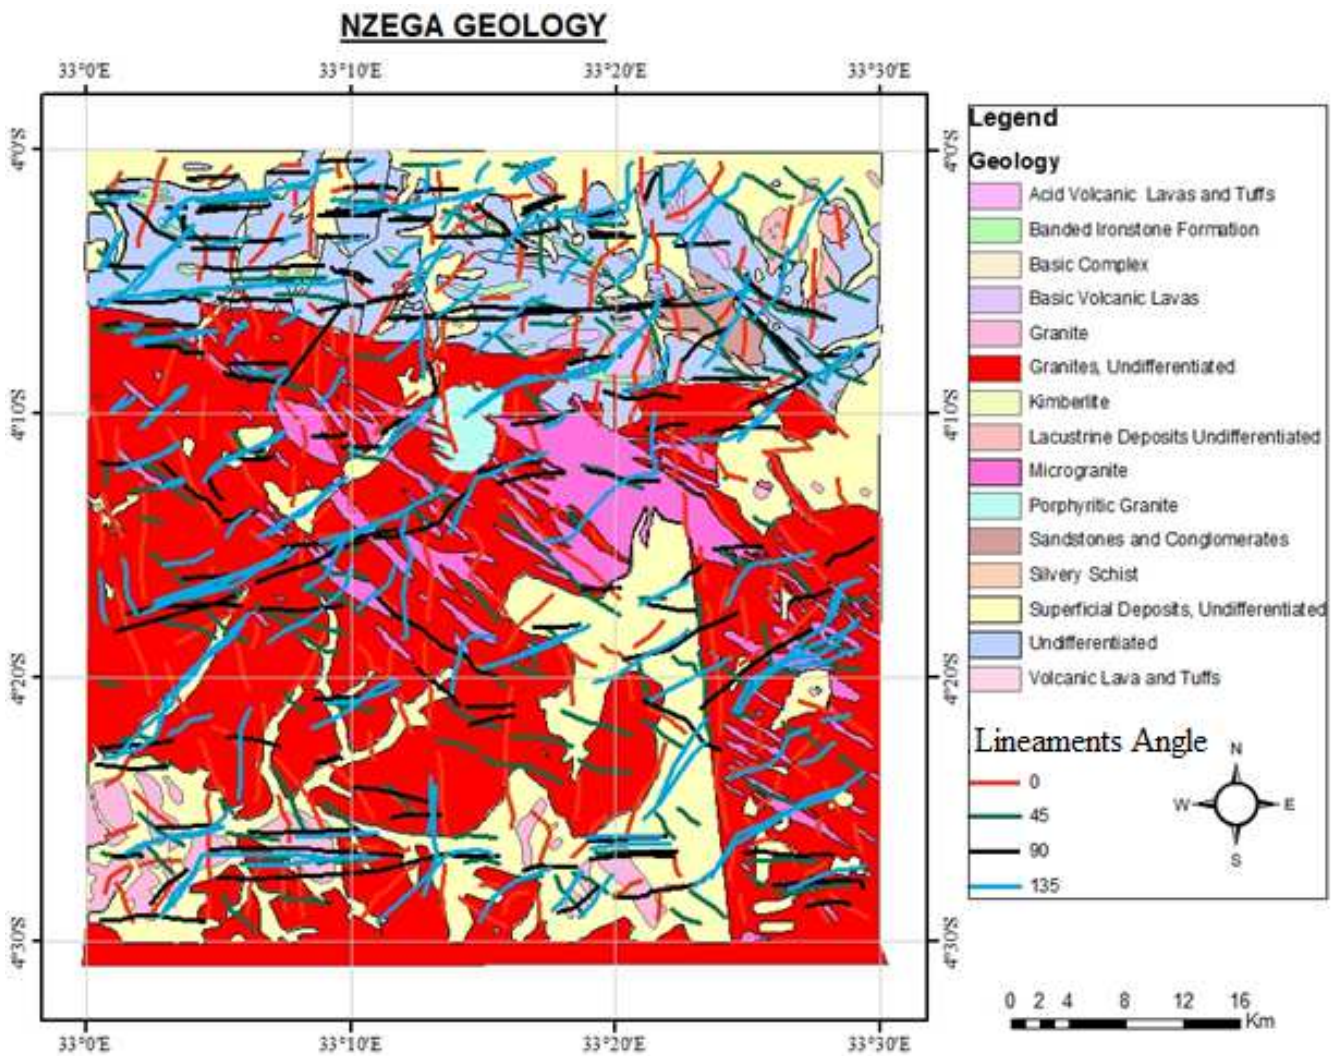 NZEGA GEOLOGY
33°0'E 33°10'E 33°20'E 33°30'E
4°0'S 4°0'S
4°10'S 4°10'S
4°20'S 4°20'S
4°30'S 4°30'S
33°0'E 33°10'E 33°20'E 33°30'E
Legend
Geology
Acid Volcanic Lavas and Tuffs
Banded Ironstone Formation
Basic Complex
Basic Volcanic Lavas
Granite
Granites, Undifferentiated
Kimberlite
Lacustrine Deposits Undifferentiated
Microgranite
Porphyritic Granite
Sandstones and Conglomerates
Silvery Schist
Superficial Deposits, Undifferentiated
Undifferentiated
Volcanic Lava and Tuffs
Lineaments Angle
0
45
90
135
N
W E
S
0 2 4 8 12 16
Km